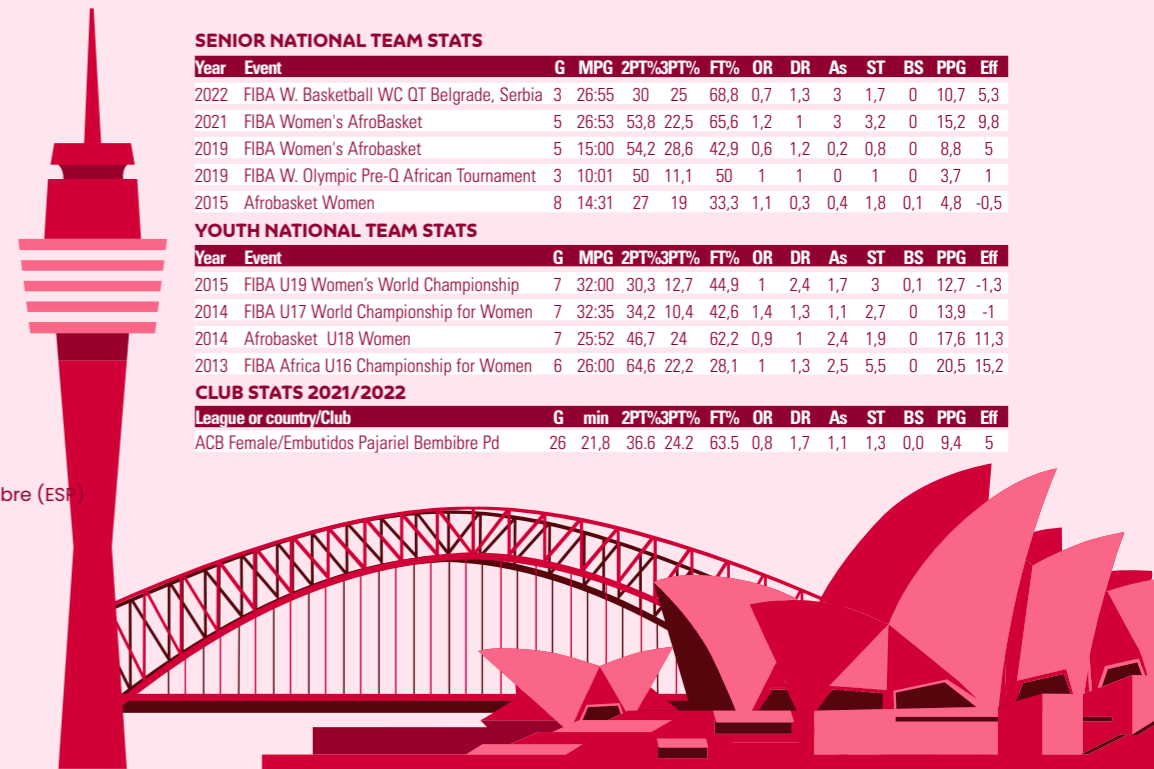 SENIOR NATIONAL TEAM STATS
Year Event G MPG 2PT%3PT% FT% OR DR As ST BS PPG Eff
2022 FIBA W. Basketball WC QT Belgrade, Serbia 3 26:55 30 25 68,8 0,7 1,3 3 1,7 0 10,7 5,3
2021 FIBA Women's AfroBasket 5 26:53 53,8 22,5 65,6 1,2 1 3 3,2 0 15,2 9,8
2019 FIBA Women's Afrobasket 5 15:00 54,2 28,6 42,9 0,6 1,2 0,2 0,8 0 8,8 5
2019 FIBA W. Olympic Pre-Q African Tournament 3 10:01 50 11,1 50 1 1 0 1 0 3,7 1
2015 Afrobasket Women 8 14:31 27 19 33,3 1,1 0,3 0,4 1,8 0,1 4,8 -0,5
YOUTH NATIONAL TEAM STATS
Year Event G MPG 2PT%3PT% FT% OR DR As ST BS PPG Eff
2015 FIBA U19 Women’s World Championship 7 32:00 30,3 12,7 44,9 1 2,4 1,7 3 0,1 12,7 -1,3
2014 FIBA U17 World Championship for Women 7 32:35 34,2 10,4 42,6 1,4 1,3 1,1 2,7 0 13,9 -1
2014 Afrobasket U18 Women 7 25:52 46,7 24 62,2 0,9 1 2,4 1,9 0 17,6 11,3
2013 FIBA Africa U16 Championship for Women 6 26:00 64,6 22,2 28,1 1 1,3 2,5 5,5 0 20,5 15,2
CLUB STATS 2021/2022
League or country/Club G min 2PT%3PT% FT% OR DR As ST BS PPG Eff
ACB Female/Embutidos Pajariel Bembibre Pd 26 21,8 36.6 24.2 63.5 0,8 1,7 1,1 1,3 0,0 9,4 5
bre (ESP)